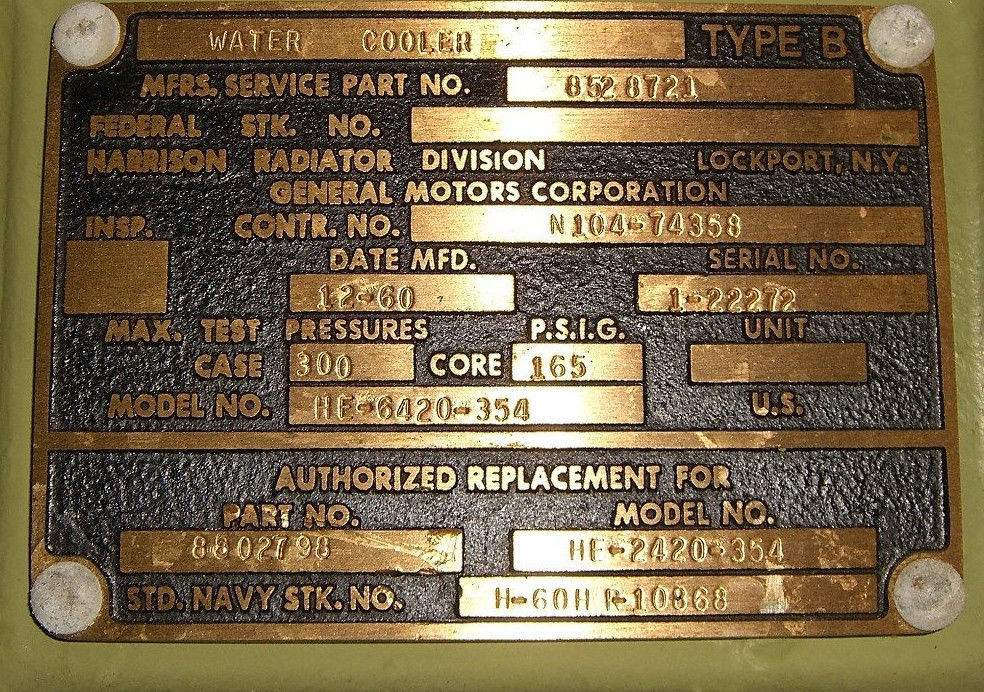 WATER COOLER TYPE B
MFRS. SERVICE PART NO. 8528721
FEDERAL STK. NO.
HARRISON RADIATOR DIVISION LOCKPORT, N.Y.
GENERAL MOTORS CORPORATION
INSP. CONTR. NO. N104-74358
DATE MFD. SERIAL NO.
12-60 1-22272
MAX. TEST PRESSURES P.S.I.G. UNIT
CASE 300 CORE 165
MODEL NO. HE-6420-354 U.S.
AUTHORIZED REPLACEMENT FOR
PART NO. MODEL NO.
8802798 HE-2420-354
STD. NAVY STK. NO. H-60HR-10868